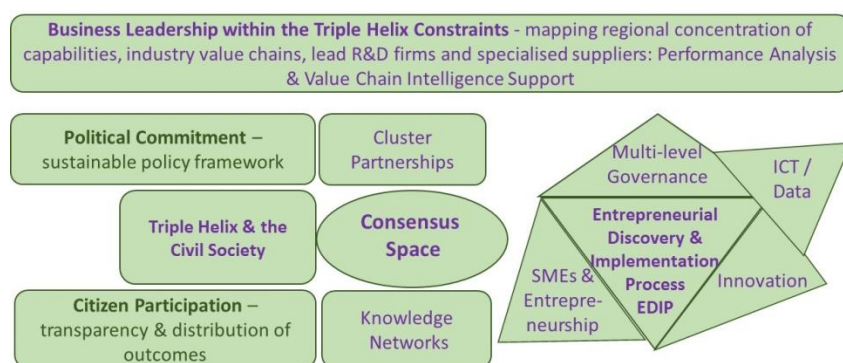 Business Leadership within the Triple Helix Constraints - mapping regional concentration of
capabilities, industry value chains, lead R&D firms and specialised suppliers: Performance Analysis
& Value Chain Intelligence Support
Political Commitment –
sustainable policy framework
Cluster
Partnerships
Triple Helix & the
Civil Society
Consensus
Space
Citizen Participation –
transparency & distribution of
outcomes
Knowledge
Networks
Multi-level
Governance
ICT /
Data
Entrepreneurial
Discovery &
Implementation
Process
EDIP
SMEs &
Entrepre-
neurship
Innovation